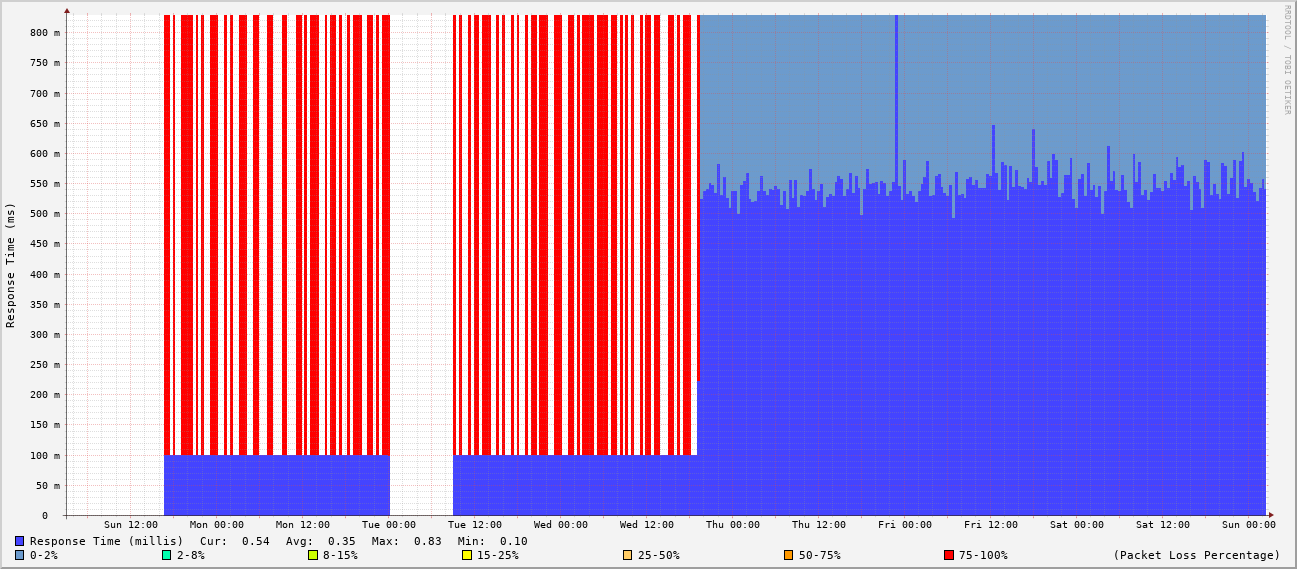 RRDTOOL / TOBI OETIKER
Response Time (ms)
800 m
750 m
700 m
650 m
600 m
550 m
500 m
450 m
400 m
350 m
300 m
250 m
200 m
150 m
100 m
50 m
0
Sun 12:00 Mon 00:00 Mon 12:00 Tue 00:00 Tue 12:00 Wed 00:00 Wed 12:00 Thu 00:00 Thu 12:00 Fri 00:00 Fri 12:00 Sat 00:00 Sat 12:00 Sun 00:00
Response Time (millis) Cur: 0.54 Avg: 0.35 Max: 0.83 Min: 0.10
0-2% 2-8% 8-15% 15-25% 25-50% 50-75% 75-100% (Packet Loss Percentage)